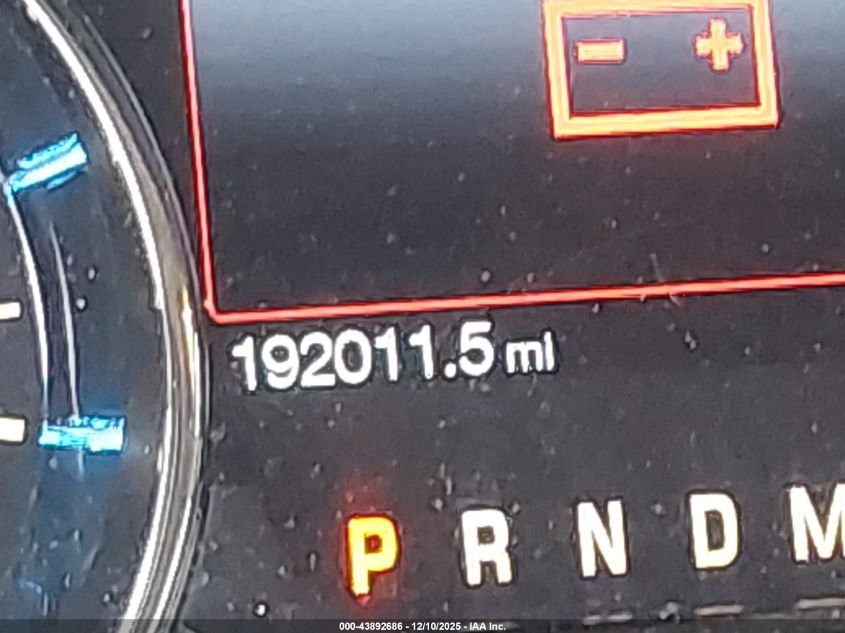 - +
192011.5 mi
P R N D M
000-43892686 - 12/10/2025 - IAA Inc.